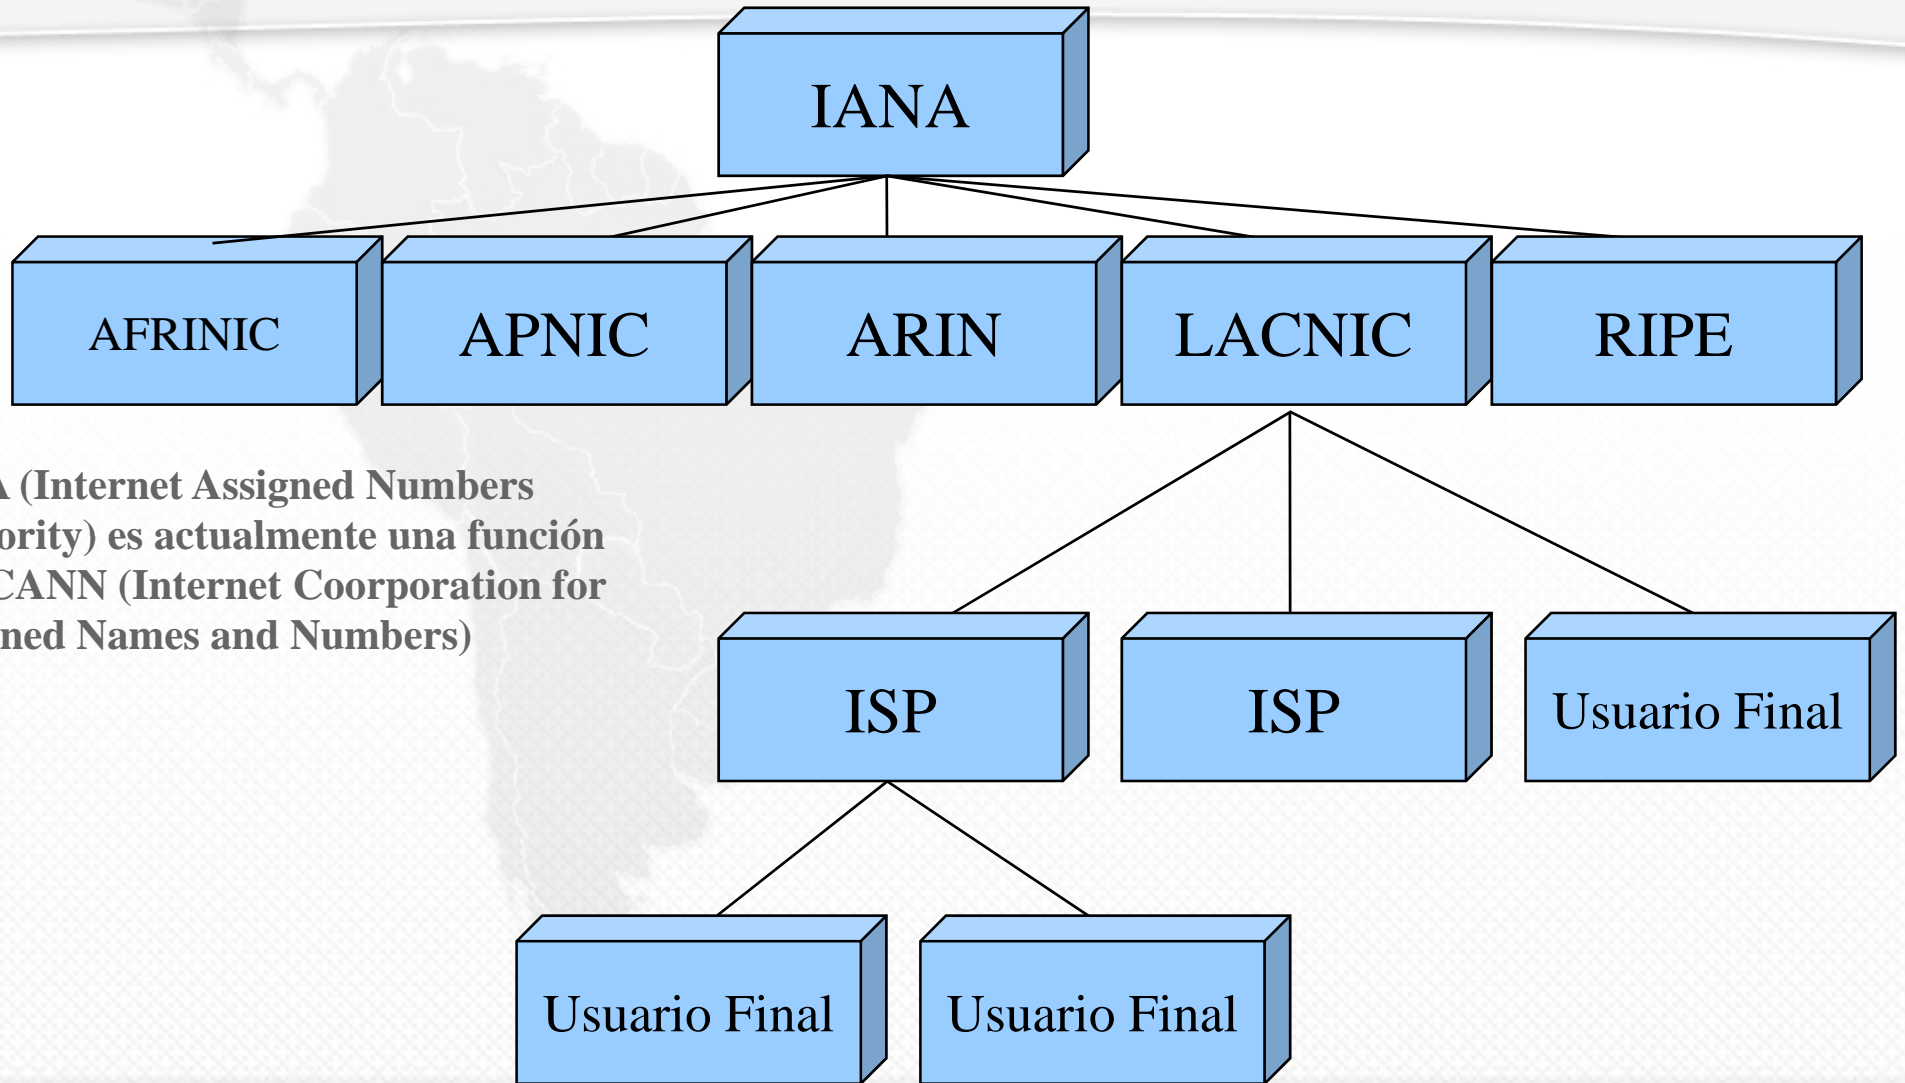 IANA
AFRINIC
APNIC
ARIN
LACNIC
RIPE
A (Internet Assigned Numbers
ority) es actualmente una función
CANN (Internet Coorporation for
ned Names and Numbers)
ISP
ISP
Usuario Final
Usuario Final
Usuario Final